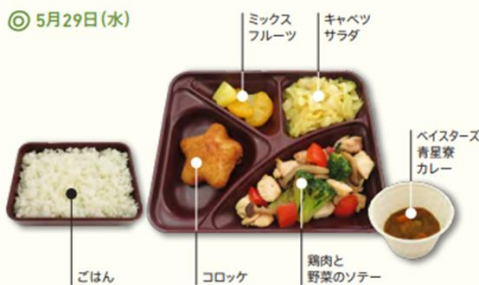 ◎ 5月29日(水)
ミックス
フルーツ
キャベツ
サラダ
ベイスターズ
青星寮
カレー
ごはん
コロッケ
鶏肉と
野菜のソテー